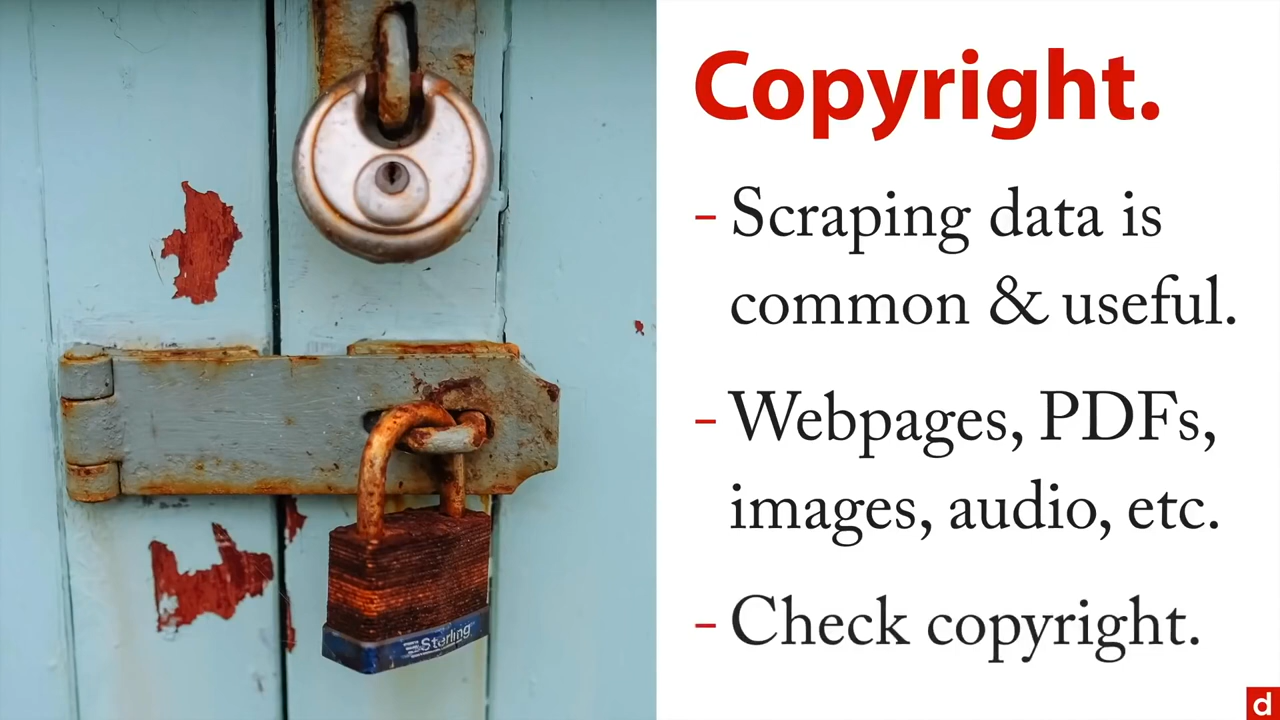 Copyright.
- Scraping data is
common & useful.
- Webpages, PDFs,
images, audio, etc.
- Check copyright.
Sterling
d